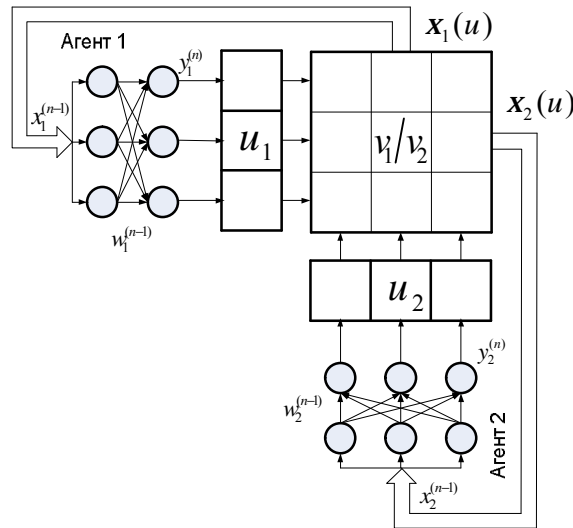 Агент 1
x₁⁽ⁿ⁻¹⁾
y₁⁽ⁿ⁾
w₁⁽ⁿ⁻¹⁾
u₁
v₁/v₂
x₁(u)
x₂(u)
u₂
y₂⁽ⁿ⁾
w₂⁽ⁿ⁻¹⁾
x₂⁽ⁿ⁻¹⁾
Агент 2